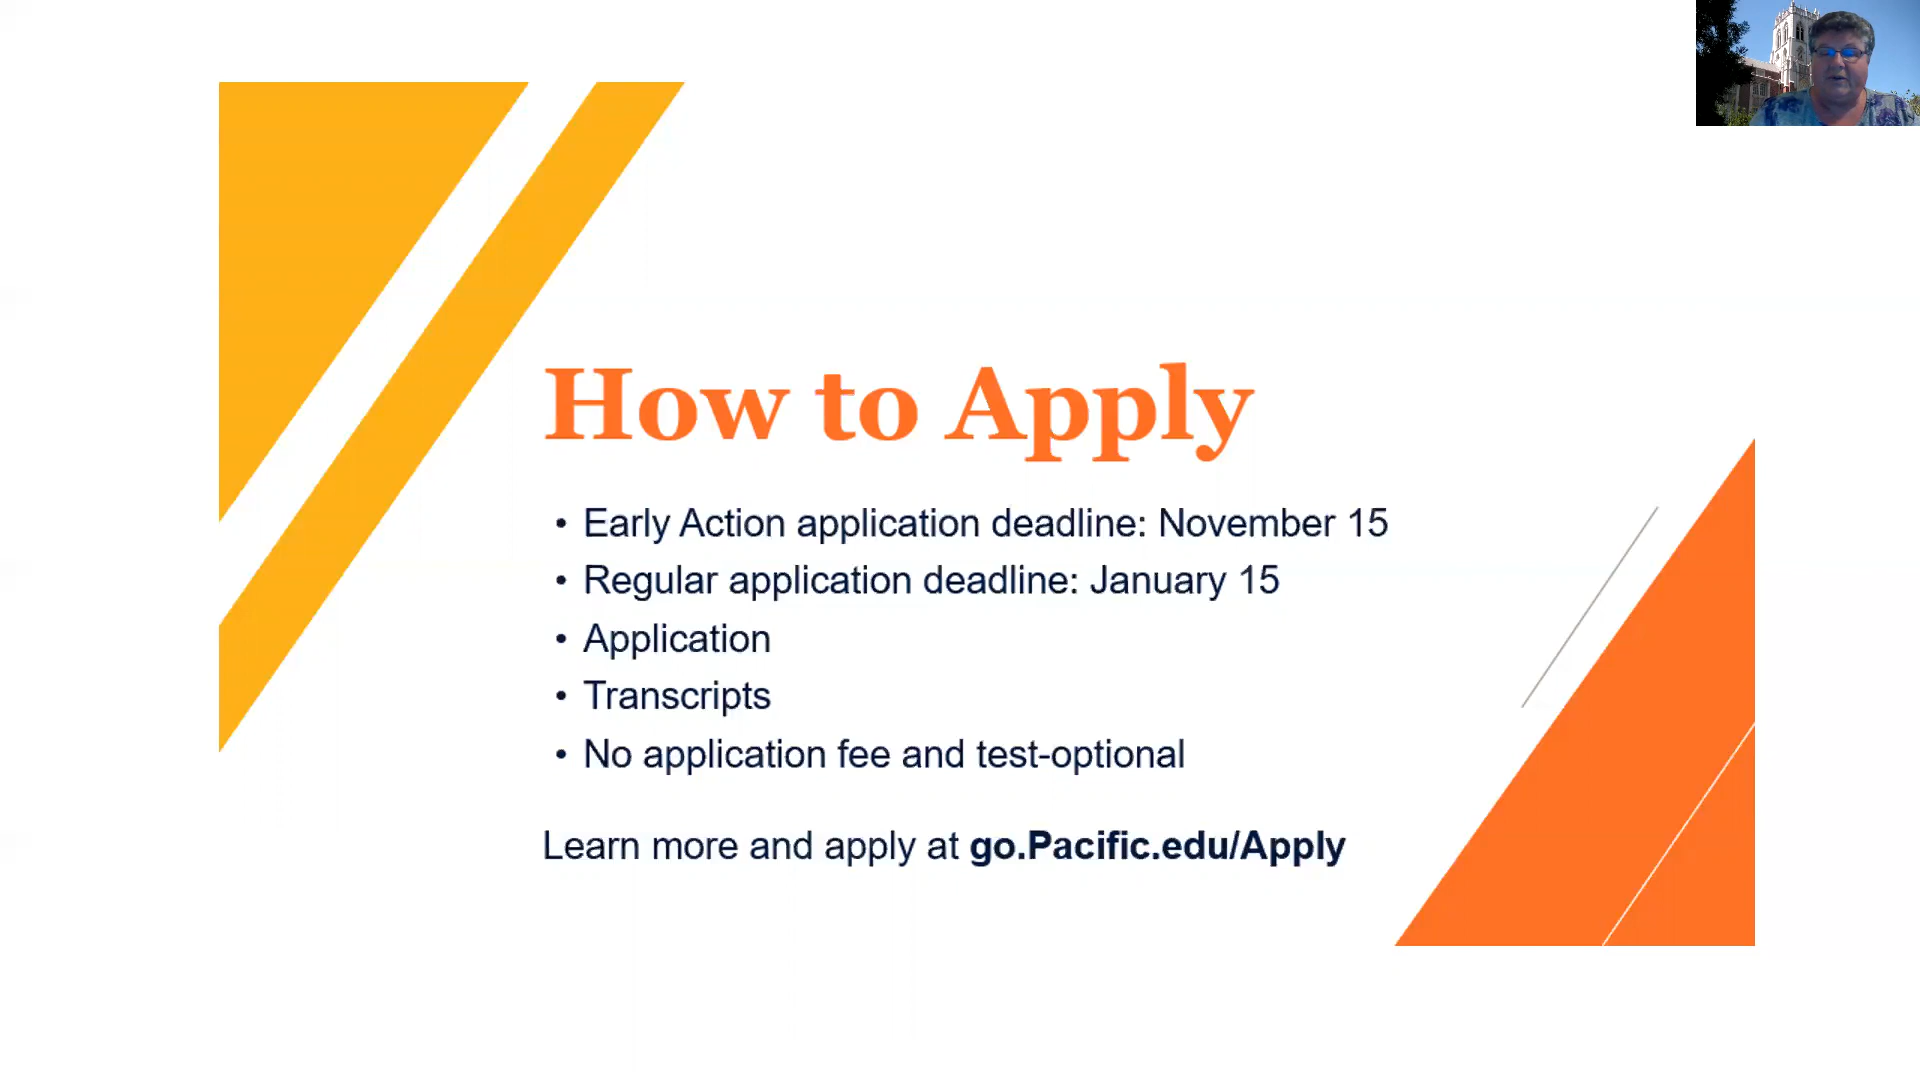 How to Apply
• Early Action application deadline: November 15
• Regular application deadline: January 15
• Application
• Transcripts
• No application fee and test-optional
Learn more and apply at go.Pacific.edu/Apply